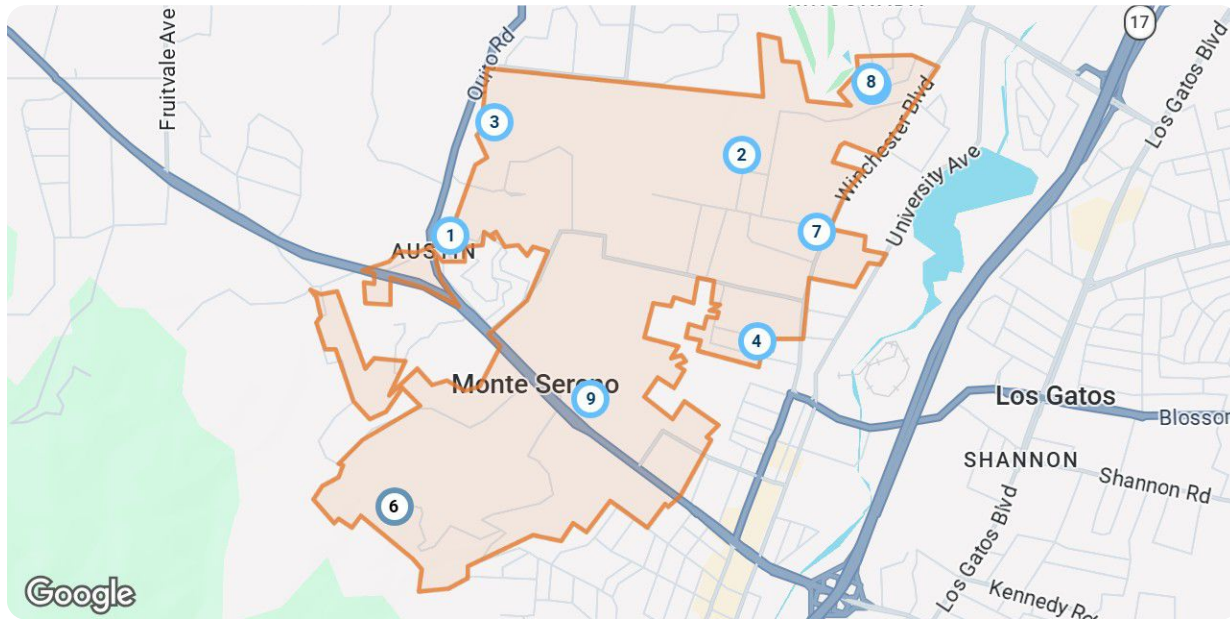 17
Fruitvale Ave
Quito Rd
Los Gatos Blvd
8
3
2
Winchester Blvd
University Ave
7
1
AUSTIN
4
Monte Sereno
9
Los Gatos
Blossom
SHANNON
Shannon Rd
6
Los Gatos Blvd
Kennedy Rd
Google